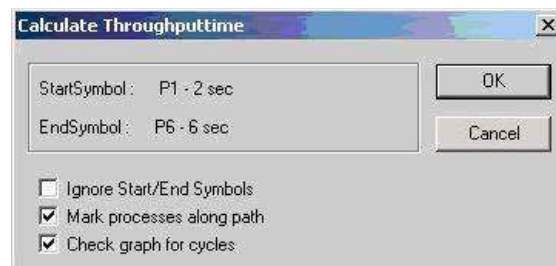 Calculate Throughputtime
StartSymbol : P1 - 2 sec
OK
EndSymbol : P6 - 6 sec
Cancel
Ignore Start/End Symbols
Mark processes along path
Check graph for cycles